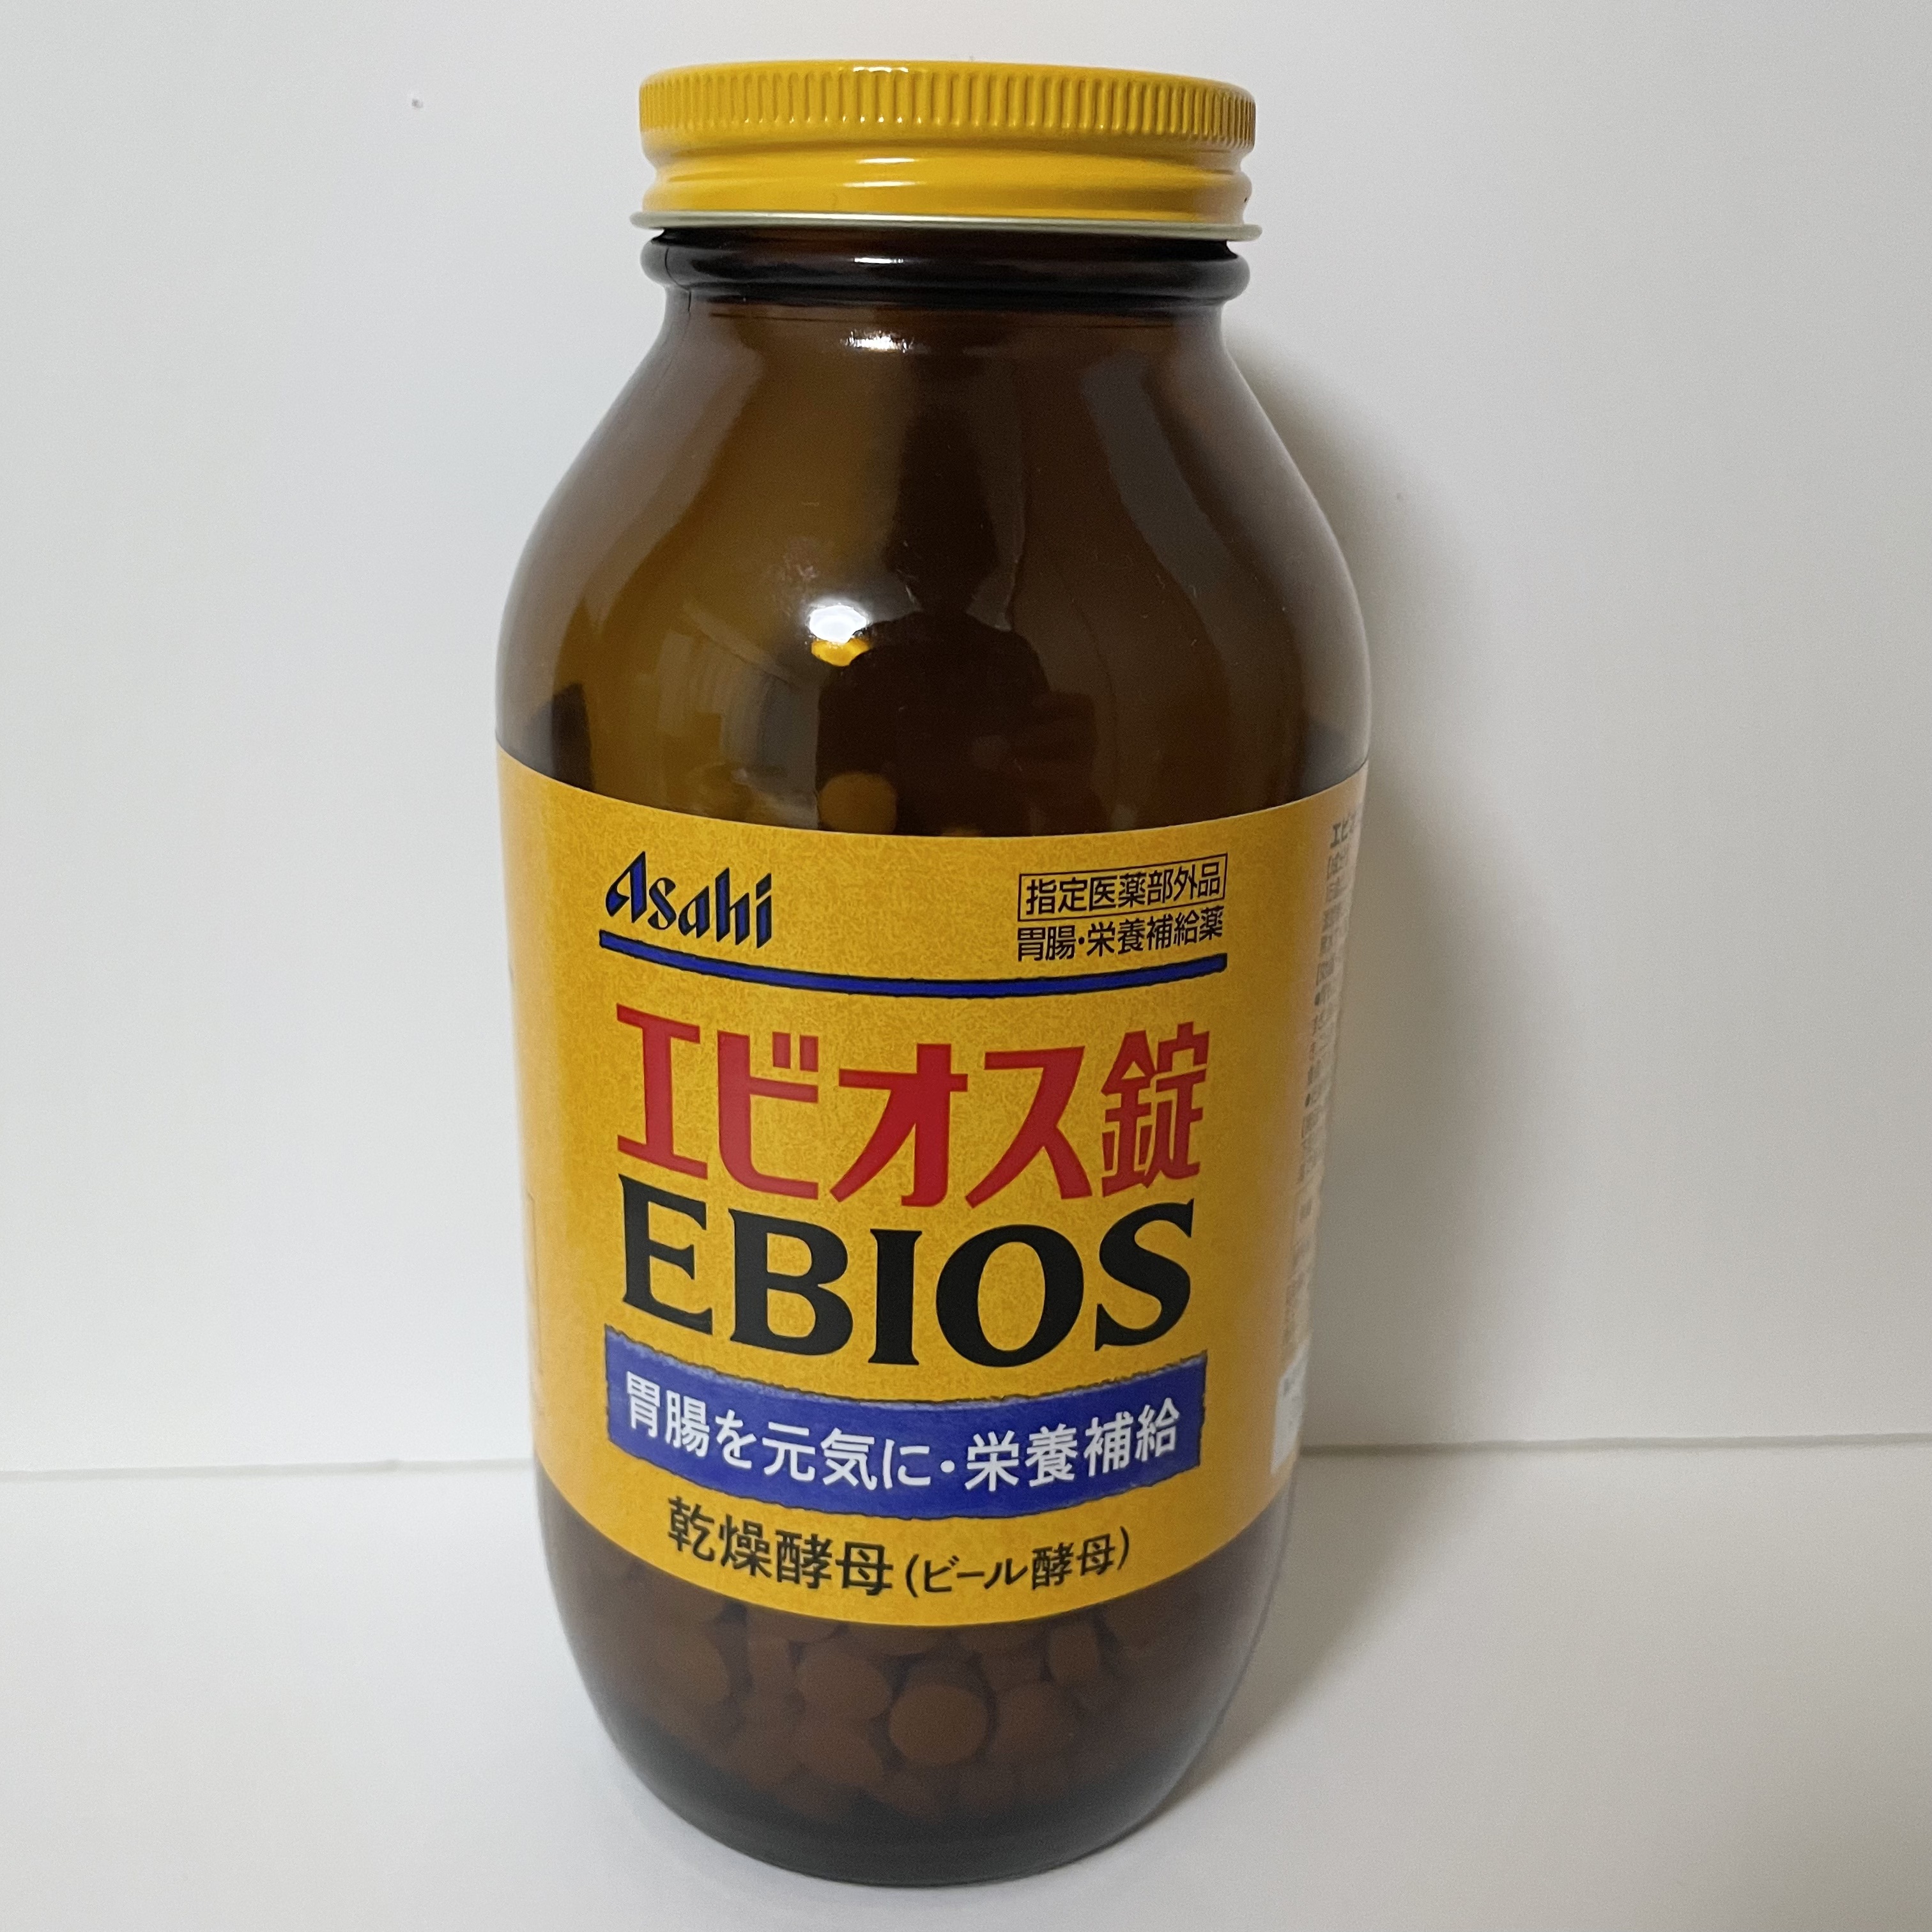 Asahi
指定医薬部外品
胃腸・栄養補給薬
エビオス錠
EBIOS
胃腸を元気に・栄養補給
乾燥酵母(ビール酵母)